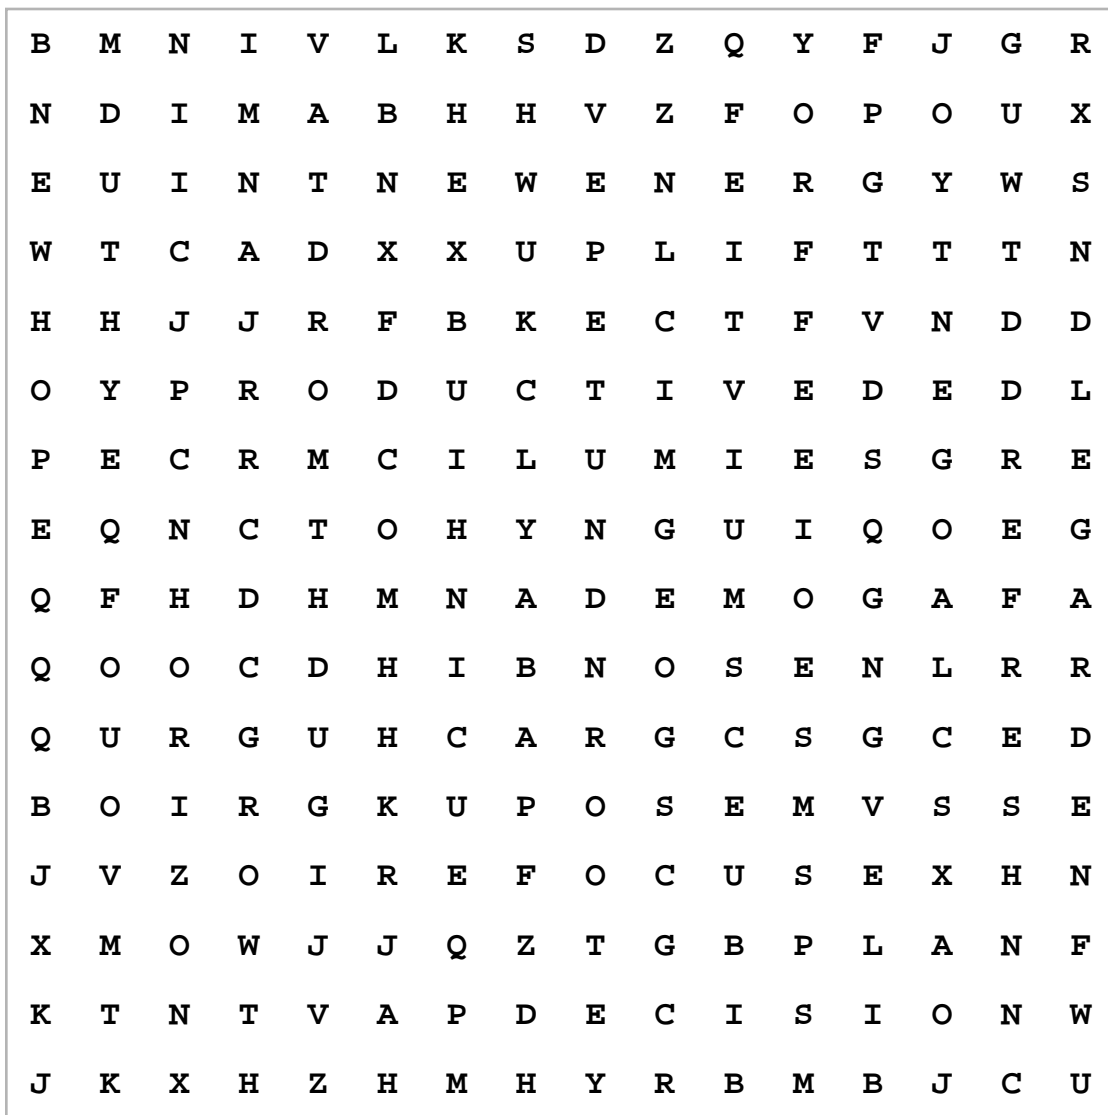 B M N I V L K S D Z Q Y F J G R
N D I M A B H H V Z F O P O U X
E U I N T N E W E N E R G Y W S
W T C A D X X U P L I F T T T N
H H J J R F B K E C T F V N D D
O Y P R O D U C T I V E D E D L
P E C R M C I L U M I E S G R E
E Q N C T O H Y N G U I Q O E G
Q F H D H M N A D E M O G A F A
Q O O C D H I B N O S E N L R R
Q U R G U H C A R G C S G C E D
B O I R G K U P O S E M V S S E
J V Z O I R E F O C U S E X H N
X M O W J J Q Z T G B P L A N F
K T N T V A P D E C I S I O N W
J K X H Z H M H Y R B M B J C U